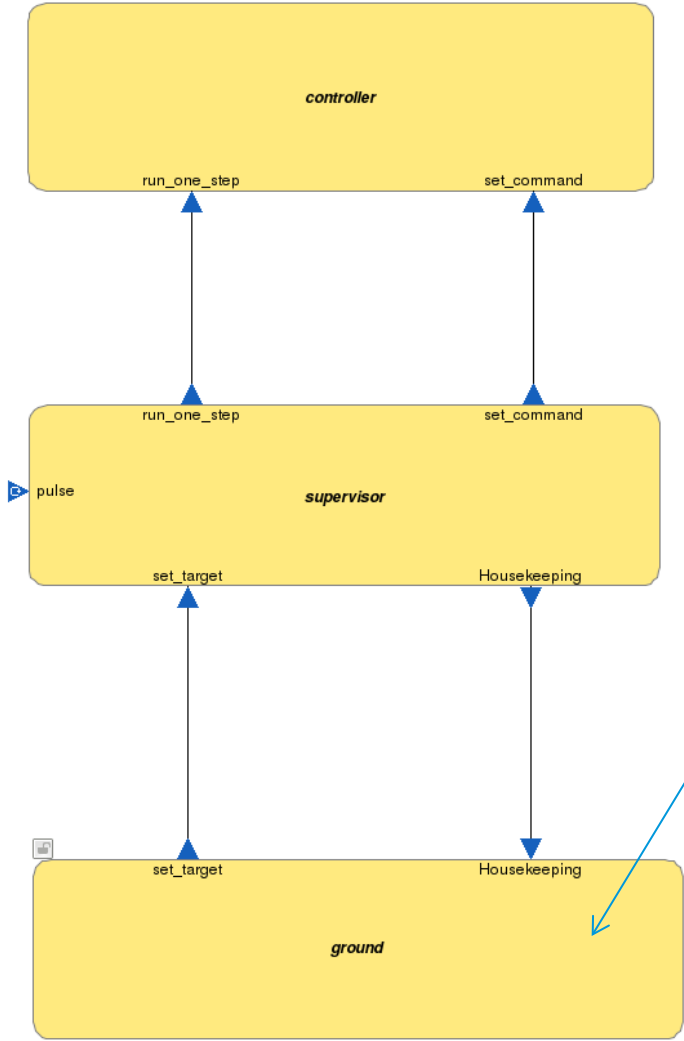 controller
run_one_step set_command
run_one_step set_command
pulse
supervisor
set_target Housekeeping
set_target Housekeeping
ground